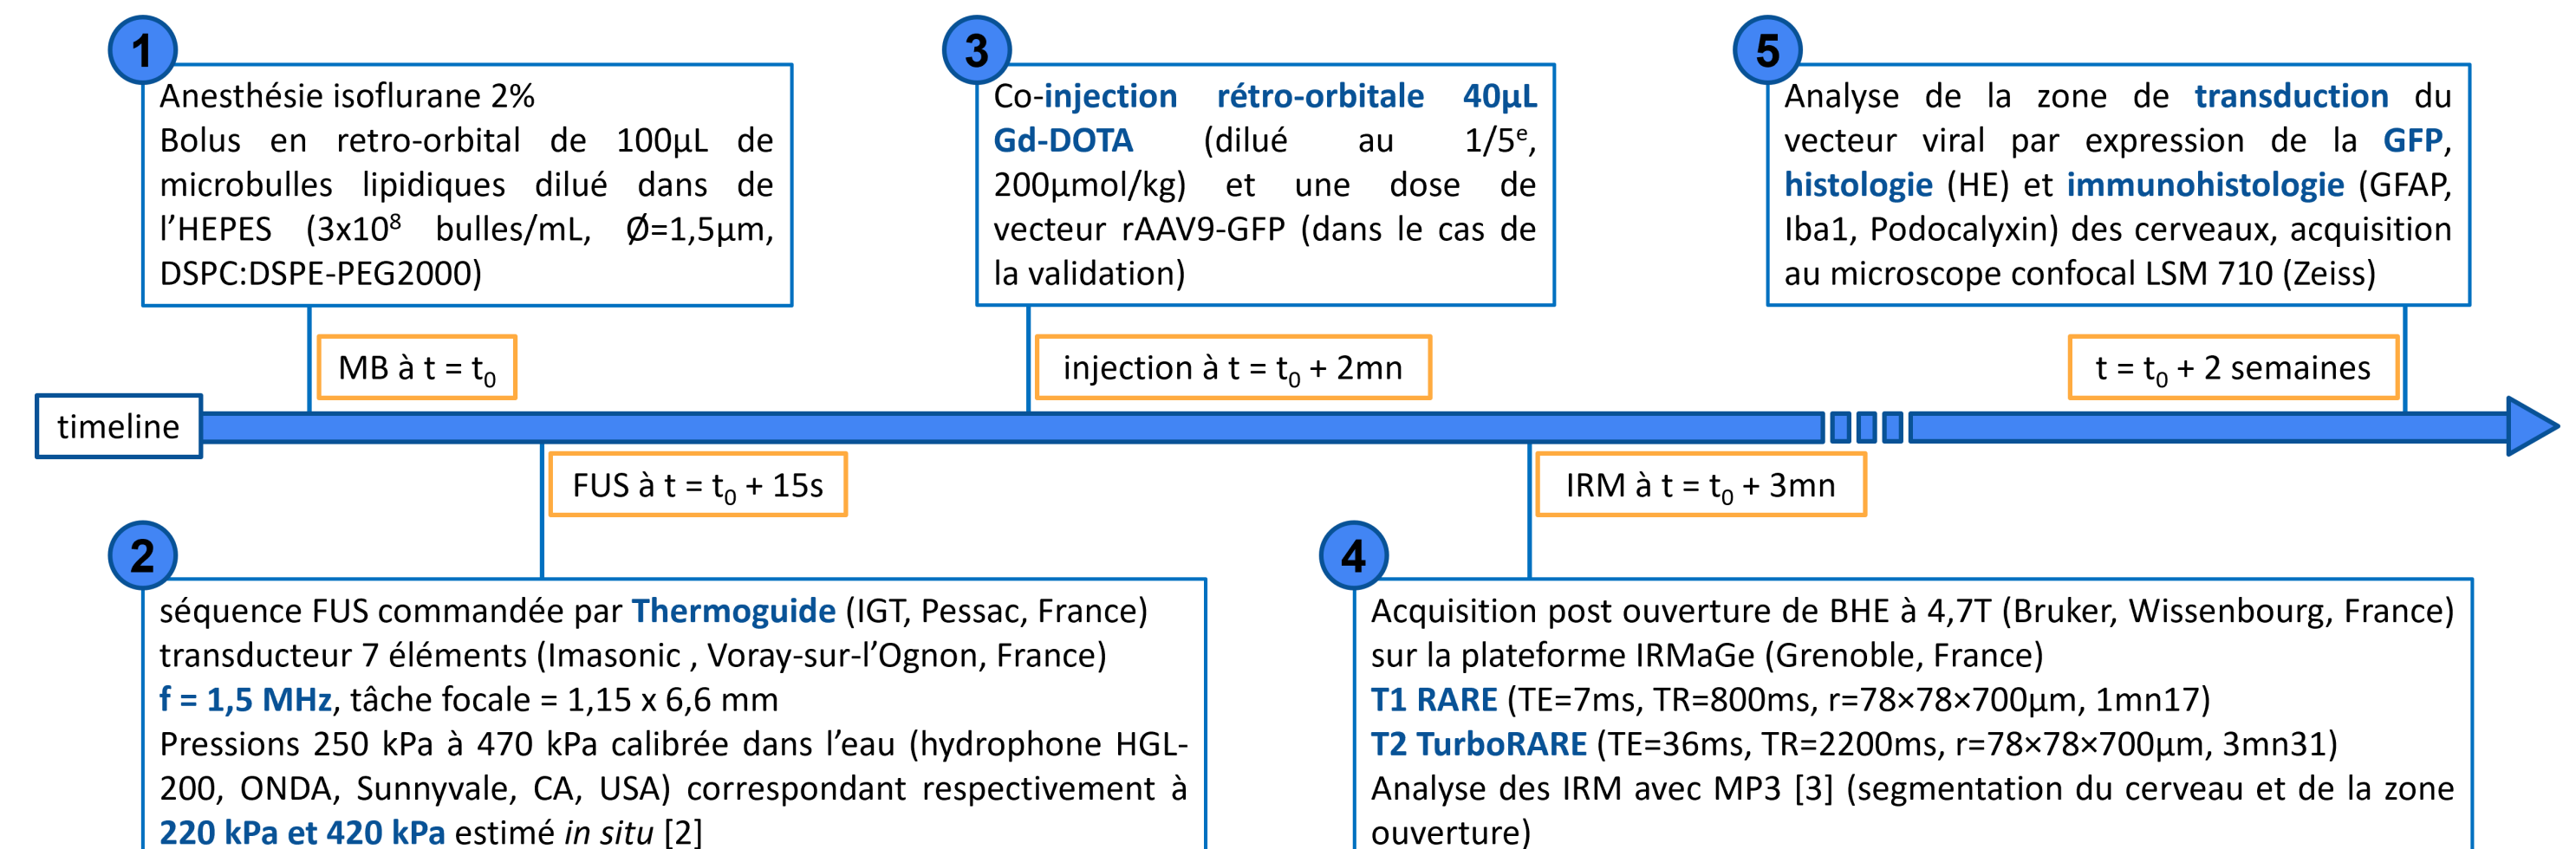 1
Anesthésie isoflurane 2%
Bolus en retro-orbital de 100µL de
microbulles lipidiques dilué dans de
l’HEPES (3x10⁸ bulles/mL, Ø=1,5µm,
DSPC:DSPE-PEG2000)
3
Co-injection rétro-orbitale 40µL
Gd-DOTA (dilué au 1/5ᵉ,
200µmol/kg) et une dose de
vecteur rAAV9-GFP (dans le cas de
la validation)
5
Analyse de la zone de transduction du
vecteur viral par expression de la GFP,
histologie (HE) et immunohistologie (GFAP,
Iba1, Podocalyxin) des cerveaux, acquisition
au microscope confocal LSM 710 (Zeiss)
MB à t = t₀
injection à t = t₀ + 2mn
t = t₀ + 2 semaines
timeline
FUS à t = t₀ + 15s
IRM à t = t₀ + 3mn
2
séquence FUS commandée par Thermoguide (IGT, Pessac, France)
transducteur 7 éléments (Imasonic , Voray-sur-l’Ognon, France)
f = 1,5 MHz, tâche focale = 1,15 x 6,6 mm
Pressions 250 kPa à 470 kPa calibrée dans l’eau (hydrophone HGL-
200, ONDA, Sunnyvale, CA, USA) correspondant respectivement à
220 kPa et 420 kPa estimé in situ [2]
4
Acquisition post ouverture de BHE à 4,7T (Bruker, Wissenbourg, France)
sur la plateforme IRMaGe (Grenoble, France)
T1 RARE (TE=7ms, TR=800ms, r=78×78×700µm, 1mn17)
T2 TurboRARE (TE=36ms, TR=2200ms, r=78×78×700µm, 3mn31)
Analyse des IRM avec MP3 [3] (segmentation du cerveau et de la zone
ouverture)